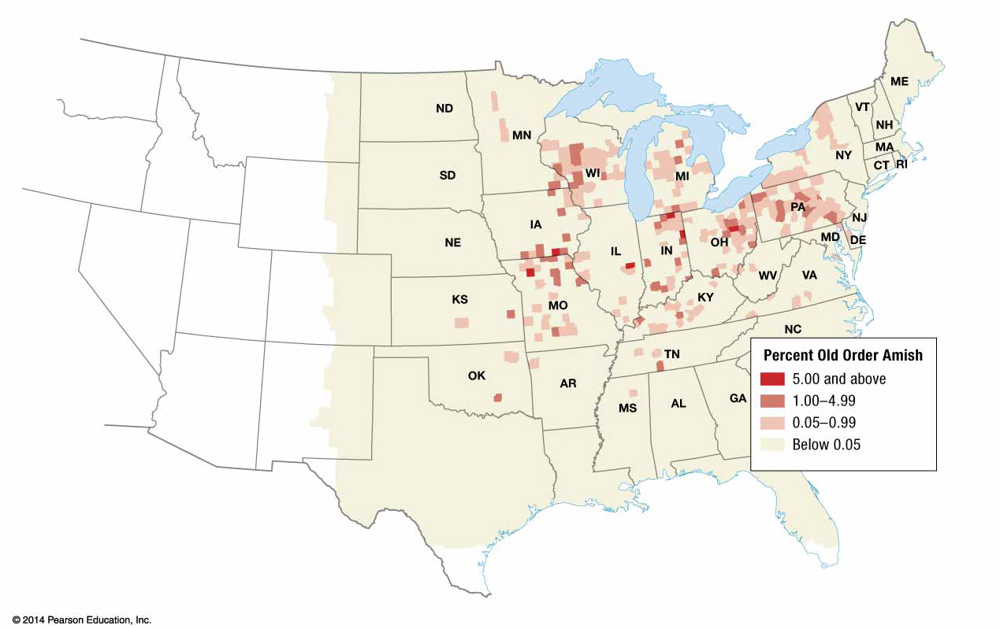 ME
VT
ND
NH
MN
MA
NY
CT RI
SD
WI
MI
PA
NJ
IA
MD
DE
NE
OH
IL
IN
WV
VA
KY
KS
MO
NC
TN
OK
AR
GA
AL
MS
Percent Old Order Amish
5.00 and above
1.00–4.99
0.05–0.99
Below 0.05
© 2014 Pearson Education, Inc.